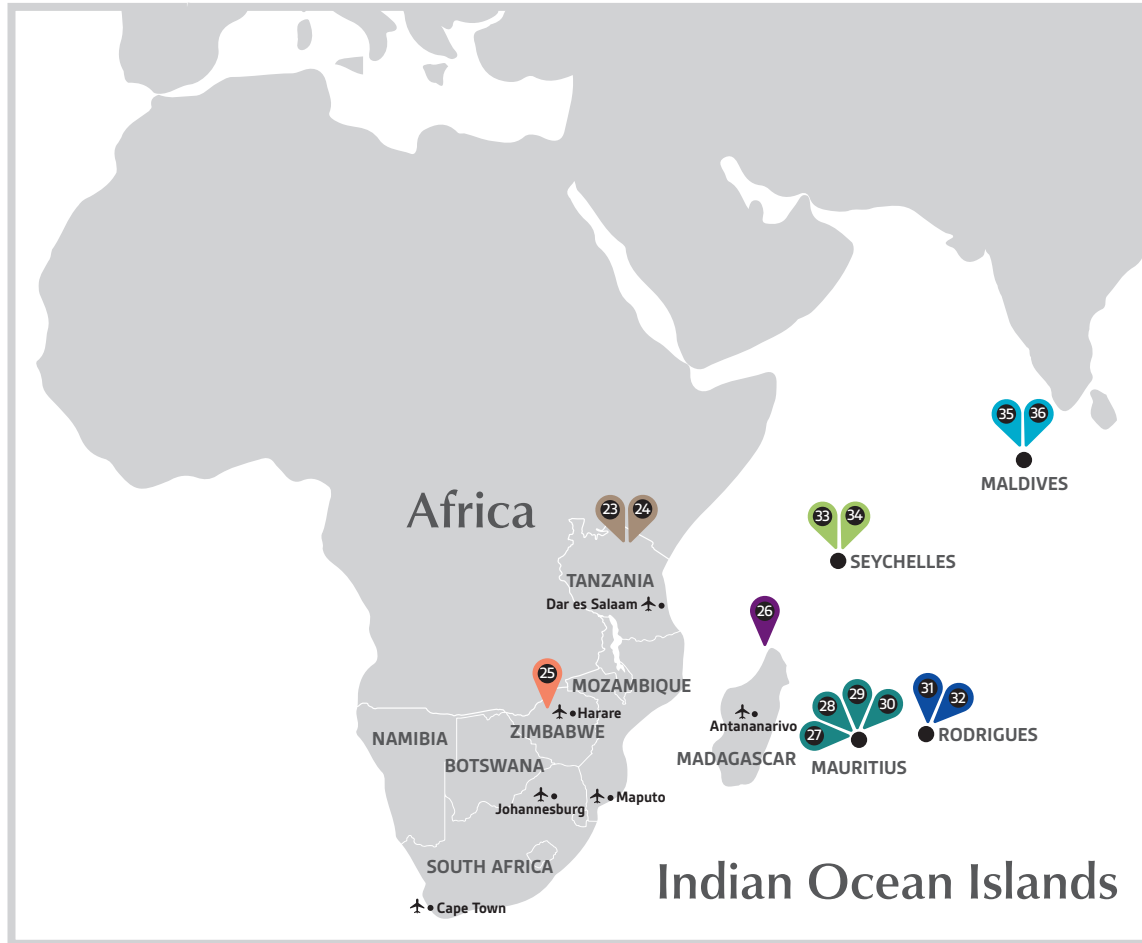 35 36
MALDIVES
Africa
23 24
33 34
SEYCHELLES
TANZANIA
Dar es Salaam
26
25
MOZAMBIQUE
Harare
ZIMBABWE
NAMIBIA
BOTSWANA
Antananarivo
MADAGASCAR
27
28
29
30
MAURITIUS
31
32
RODRIGUES
Johannesburg
Maputo
SOUTH AFRICA
Cape Town
Indian Ocean Islands